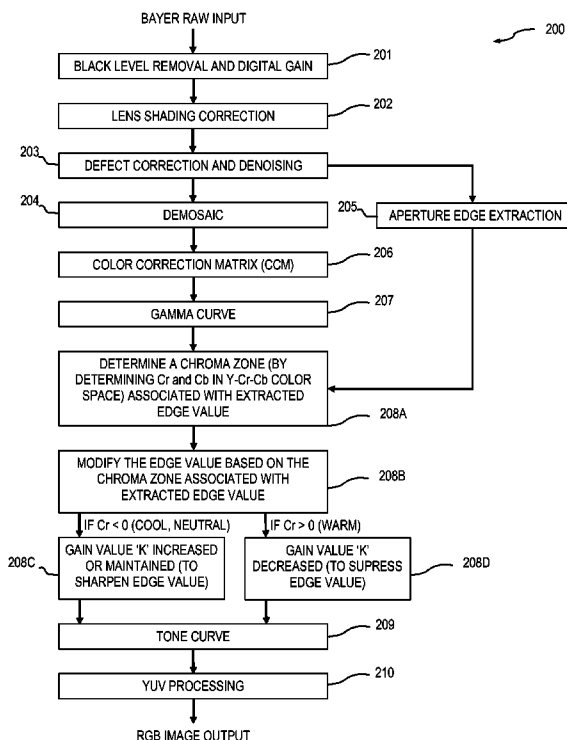 BAYER RAW INPUT
200
BLACK LEVEL REMOVAL AND DIGITAL GAIN
201
LENS SHADING CORRECTION
202
203
DEFECT CORRECTION AND DENOISING
204
DEMOSAIC
205
APERTURE EDGE EXTRACTION
COLOR CORRECTION MATRIX (CCM)
206
GAMMA CURVE
207
DETERMINE A CHROMA ZONE (BY
DETERMINING Cr and Cb IN Y-Cr-Cb COLOR
SPACE) ASSOCIATED WITH EXTRACTED
EDGE VALUE
208A
MODIFY THE EDGE VALUE BASED ON THE
CHROMA ZONE ASSOCIATED WITH
EXTRACTED EDGE VALUE
208B
IF Cr < 0 (COOL, NEUTRAL)
IF Cr > 0 (WARM)
208C
GAIN VALUE 'K' INCREASED
OR MAINTAINED (TO
SHARPEN EDGE VALUE)
GAIN VALUE 'K'
DECREASED (TO SUPRESS
EDGE VALUE)
208D
TONE CURVE
209
YUV PROCESSING
210
RGB IMAGE OUTPUT